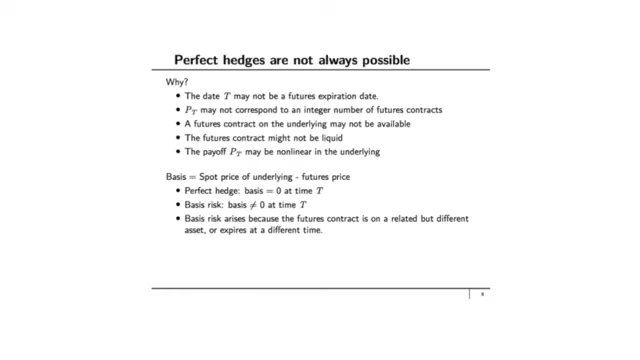 Perfect hedges are not always possible
Why?
• The date T may not be a futures expiration date.
• P_T may not correspond to an integer number of futures contracts
• A futures contract on the underlying may not be available
• The futures contract might not be liquid
• The payoff P_T may be nonlinear in the underlying
Basis = Spot price of underlying - futures price
• Perfect hedge: basis = 0 at time T
• Basis risk: basis ≠ 0 at time T
• Basis risk arises because the futures contract is on a related but different
asset, or expires at a different time.